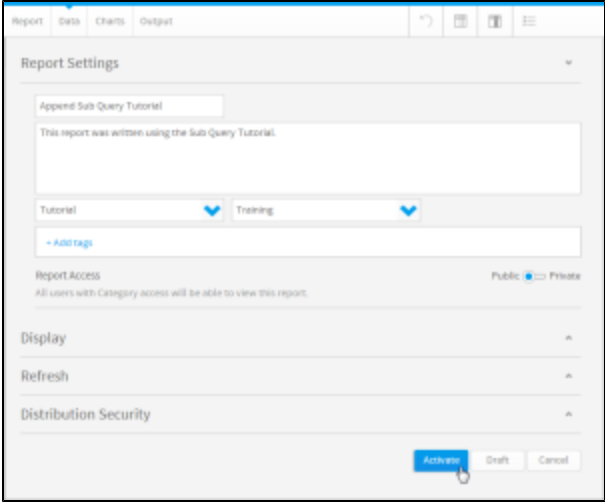 Report Data Charts Output
Report Settings
Append Sub Query Tutorial
This report was written using the Sub Query Tutorial.
Tutorial Training
+ Add tags
Report Access Public Private
All users with Category access will be able to view this report.
Display
Refresh
Distribution Security
Activate Draft Cancel